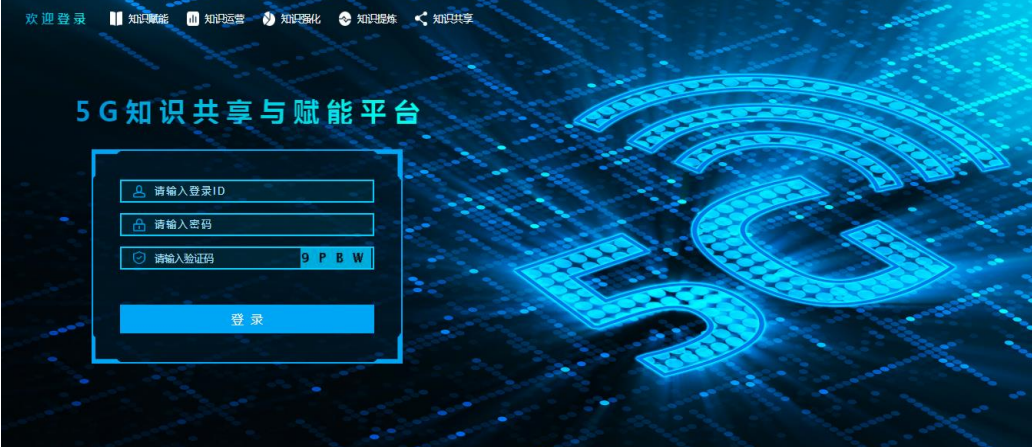 欢迎登录 知识赋能 知识运营 知识强化 知识提炼 知识共享
5G知识共享与赋能平台
请输入登录ID
请输入密码
请输入验证码 9 P B W
登录
5G